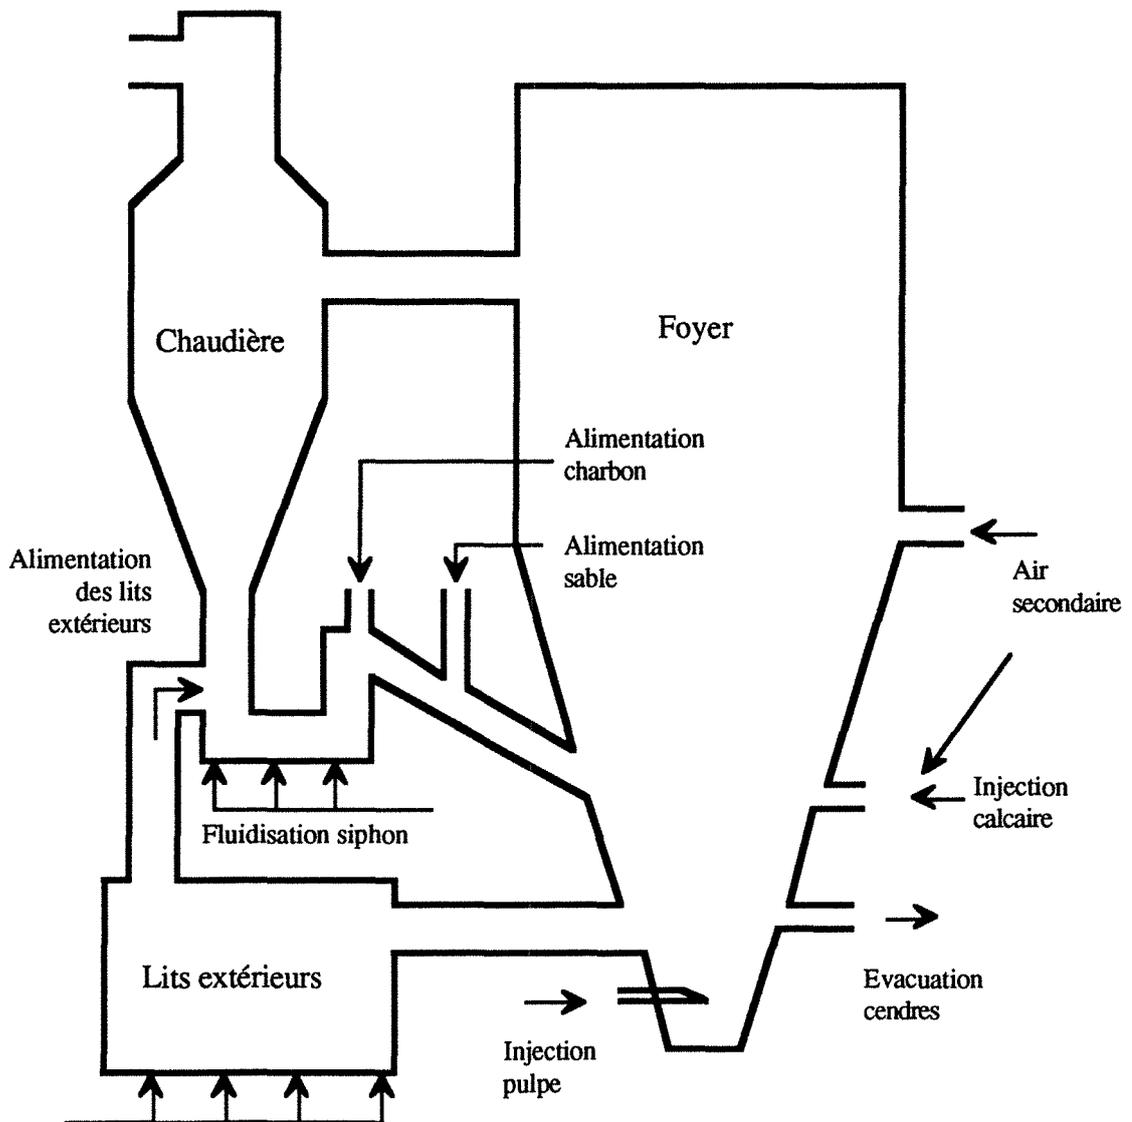 Foyer
Chaudière
Alimentation
charbon
Alimentation
sable
Alimentation
des lits
extérieurs
Air
secondaire
Injection
calcaire
Fluidisation siphon
Lits extérieurs
Evacuation
cendres
Injection
pulpe